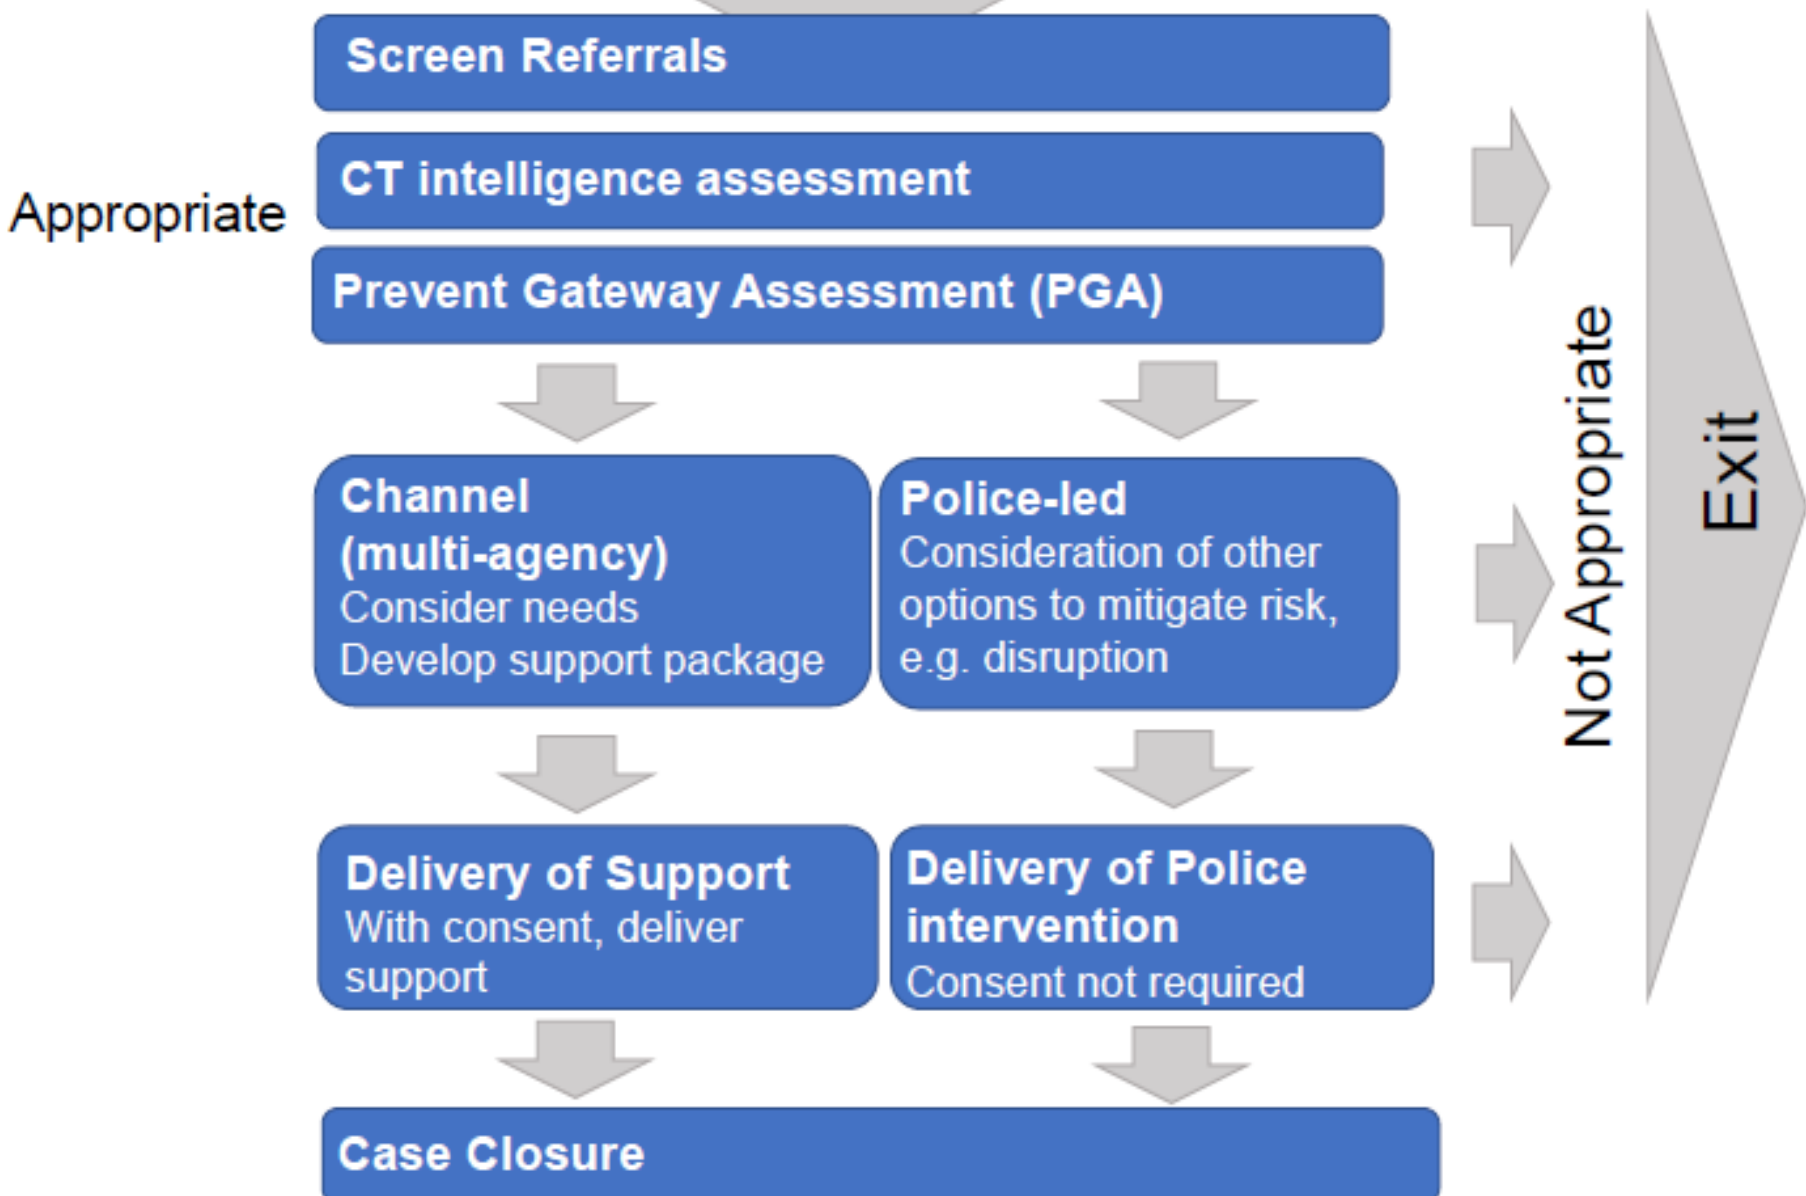 Screen Referrals
CT intelligence assessment
Appropriate
Prevent Gateway Assessment (PGA)
Channel
(multi-agency)
Consider needs
Develop support package
Police-led
Consideration of other
options to mitigate risk,
e.g. disruption
Not Appropriate
Exit
Delivery of Support
With consent, deliver
support
Delivery of Police
intervention
Consent not required
Case Closure